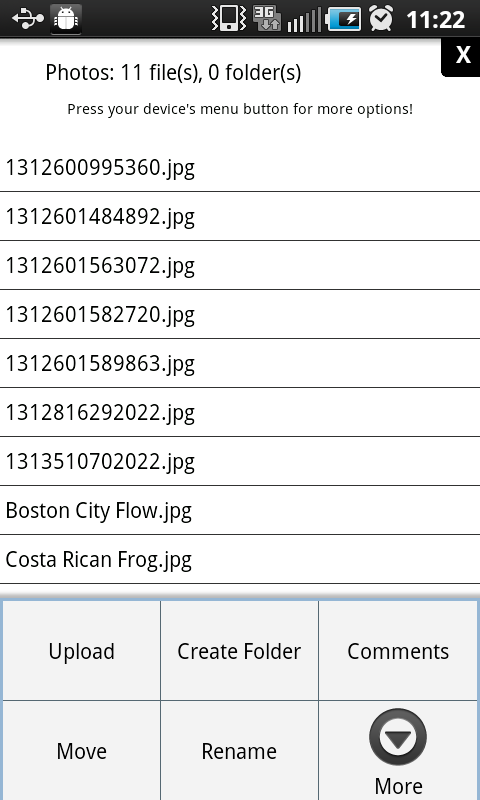 3G 11:22
X
Photos: 11 file(s), 0 folder(s)
Press your device's menu button for more options!
1312600995360.jpg
1312601484892.jpg
1312601563072.jpg
1312601582720.jpg
1312601589863.jpg
1312816292022.jpg
1313510702022.jpg
Boston City Flow.jpg
Costa Rican Frog.jpg
Upload Create Folder Comments
Move Rename More